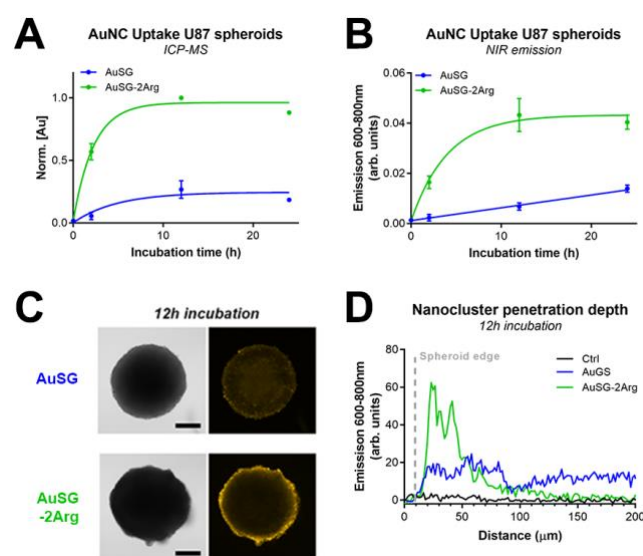 A
AuNC Uptake U87 spheroids
ICP-MS
AuSG
AuSG-2Arg
Norm. [Au]
1.0
0.5
0.0
0
10
20
Incubation time (h)
B
AuNC Uptake U87 spheroids
NIR emission
AuSG
AuSG-2Arg
Emissison 600-800nm
(arb. units)
0.06
0.04
0.02
0.00
0
10
20
Incubation time (h)
C
12h incubation
AuSG
AuSG
-2Arg
D
Nanocluster penetration depth
12h incubation
Spheroid edge
Ctrl
AuGS
AuSG-2Arg
Emissison 600-800nm
(arb. units)
80
60
40
20
0
0
50
100
150
200
Distance (μm)